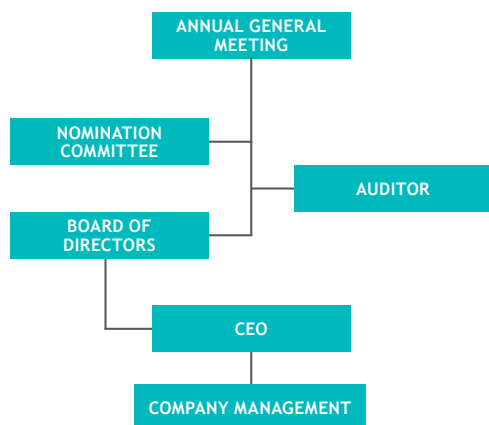 ANNUAL GENERAL
MEETING
NOMINATION
COMMITTEE
AUDITOR
BOARD OF
DIRECTORS
CEO
COMPANY MANAGEMENT